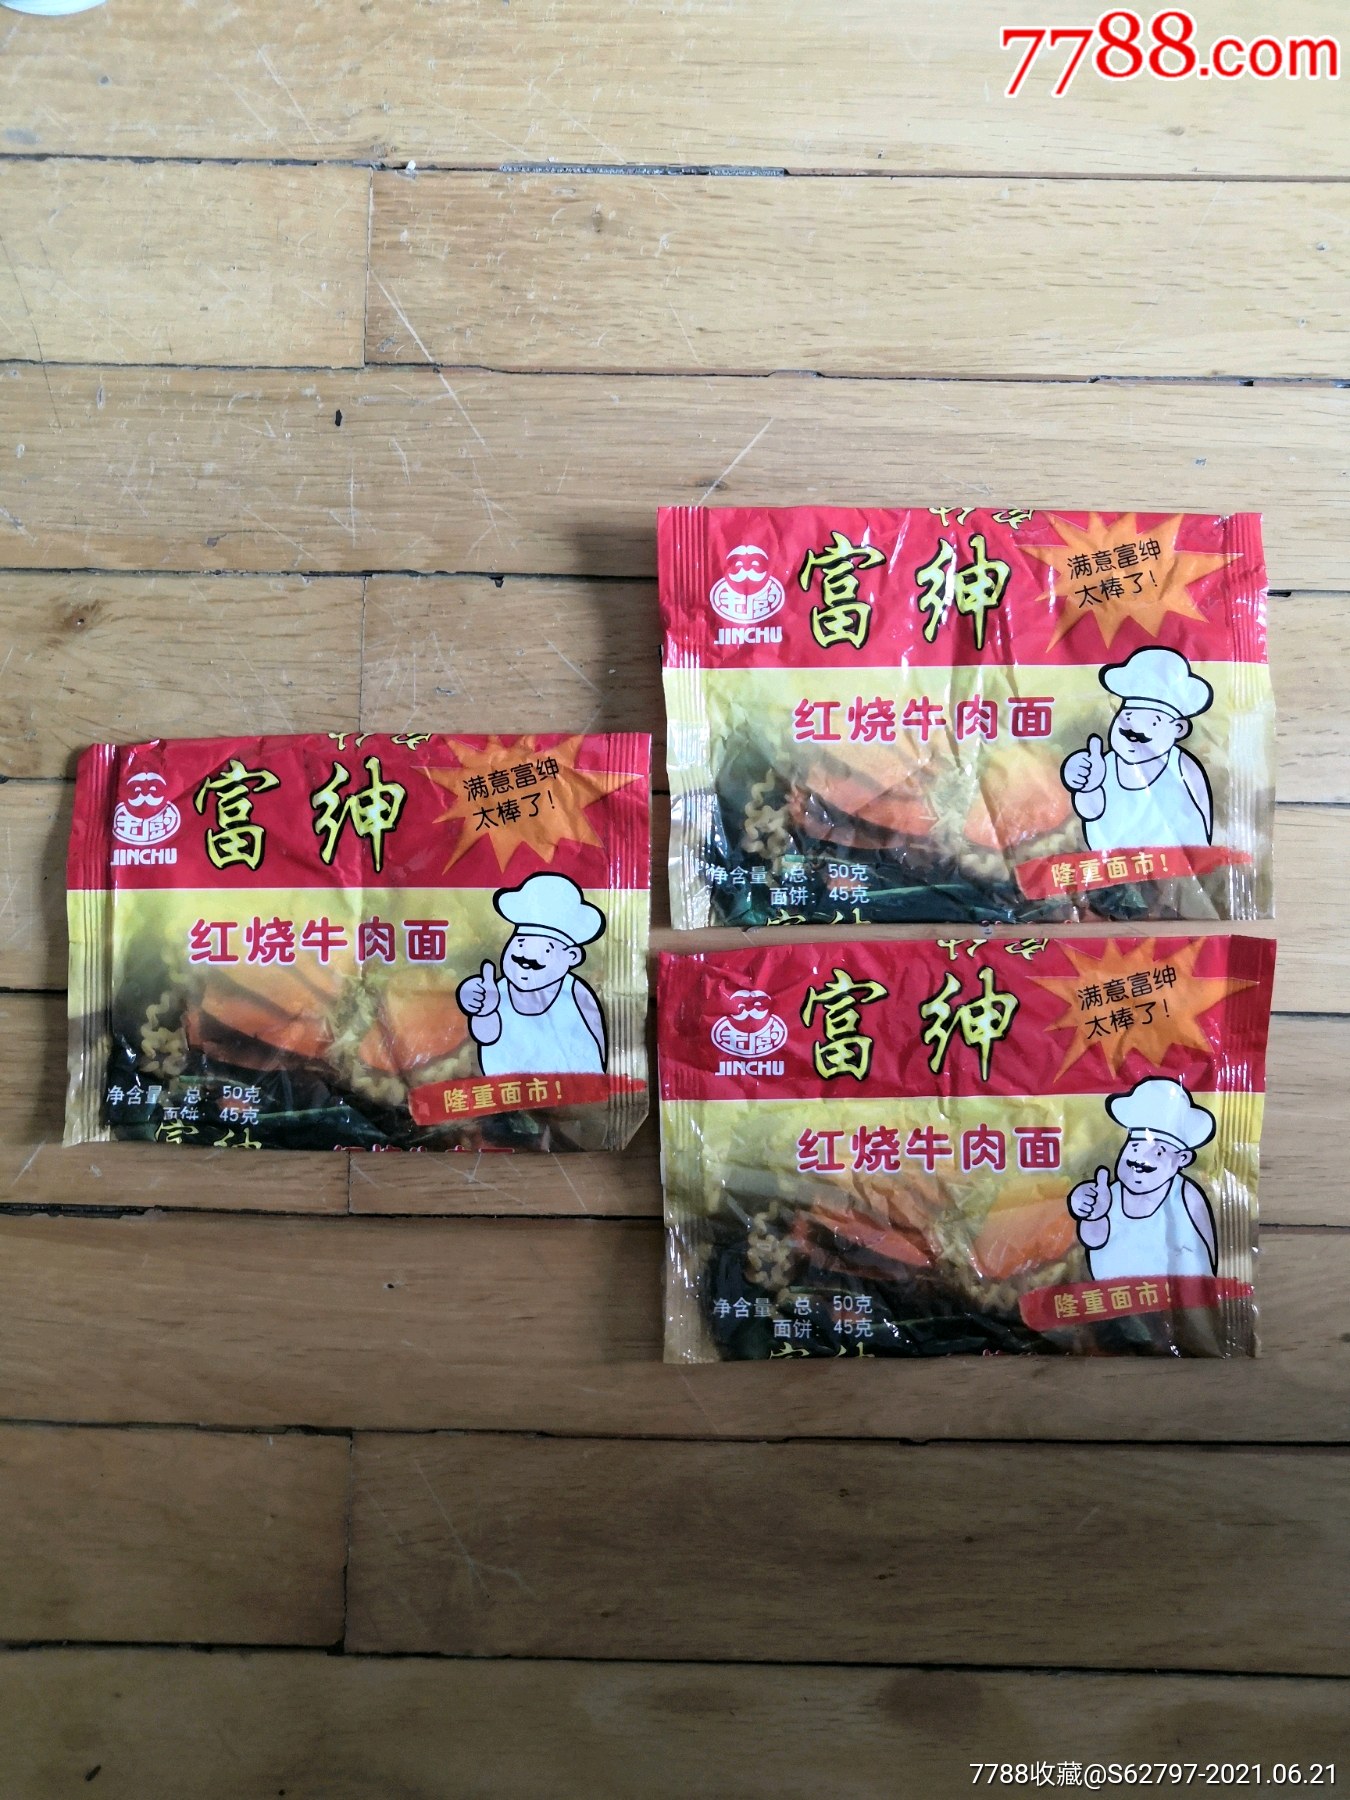 7788.com
富绅
满意富绅
太棒了!
金厨
JINCHU
红烧牛肉面
净含量: 总: 50克
面饼: 45克
隆重面市!
富绅
满意富绅
太棒了!
金厨
JINCHU
红烧牛肉面
净含量: 总: 50克
面饼: 45克
隆重面市!
富绅
满意富绅
太棒了!
金厨
JINCHU
红烧牛肉面
净含量: 总: 50克
面饼: 45克
隆重面市!
7788收藏@S62797-2021.06.21